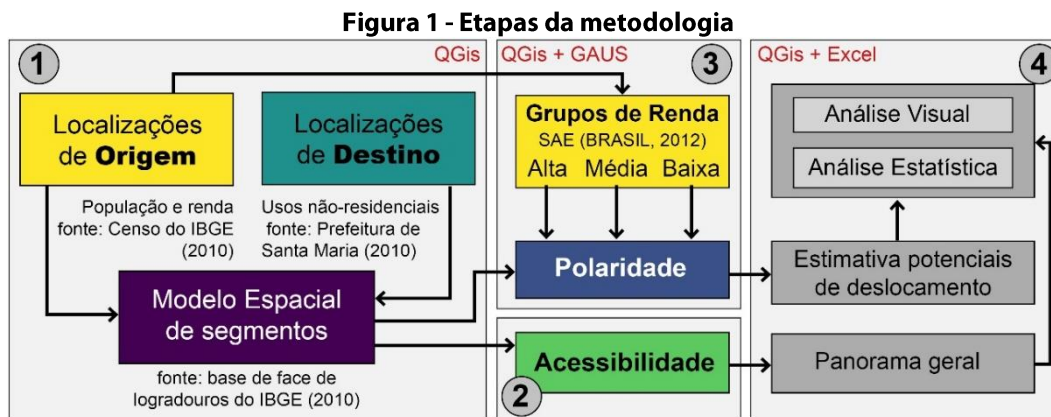 Figura 1 - Etapas da metodologia
1
QGis
Localizações
de Origem
Localizações
de Destino
População e renda
fonte: Censo do IBGE
(2010)
Usos não-residenciais
fonte: Prefeitura de
Santa Maria (2010)
Modelo Espacial
de segmentos
fonte: base de face de
logradouros do IBGE (2010)
QGis + GAUS
3
Grupos de Renda
SAE (BRASIL, 2012)
Alta Média Baixa
Polaridade
Acessibilidade
2
QGis + Excel
4
Análise Visual
Análise Estatística
Estimativa potenciais
de deslocamento
Panorama geral